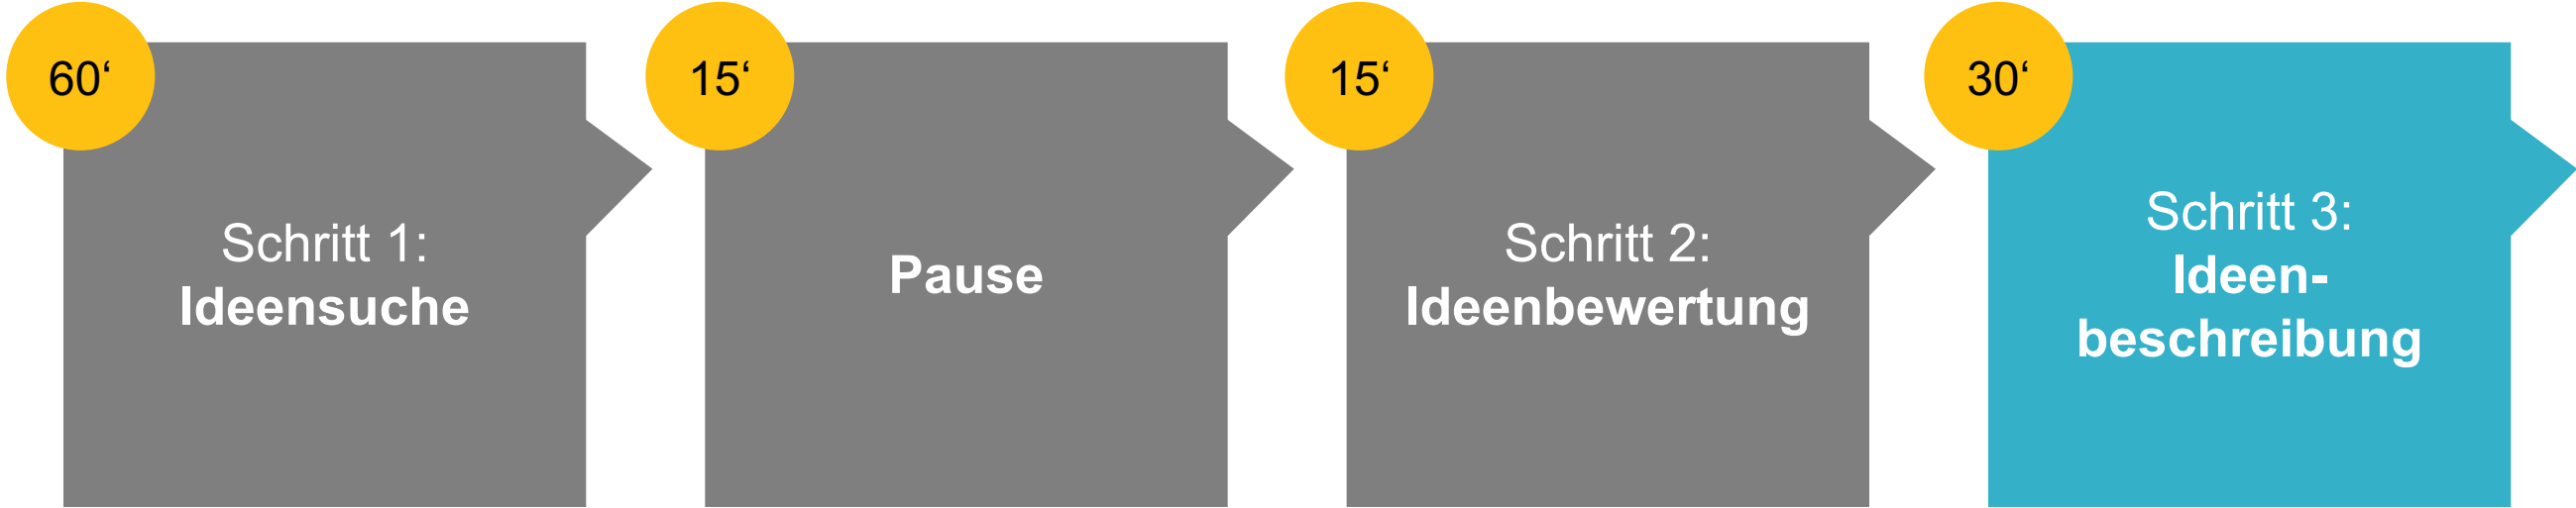 60‘
Schritt 1:
Ideensuche
15‘
Pause
15‘
Schritt 2:
Ideenbewertung
30‘
Schritt 3:
Ideen-
beschreibung